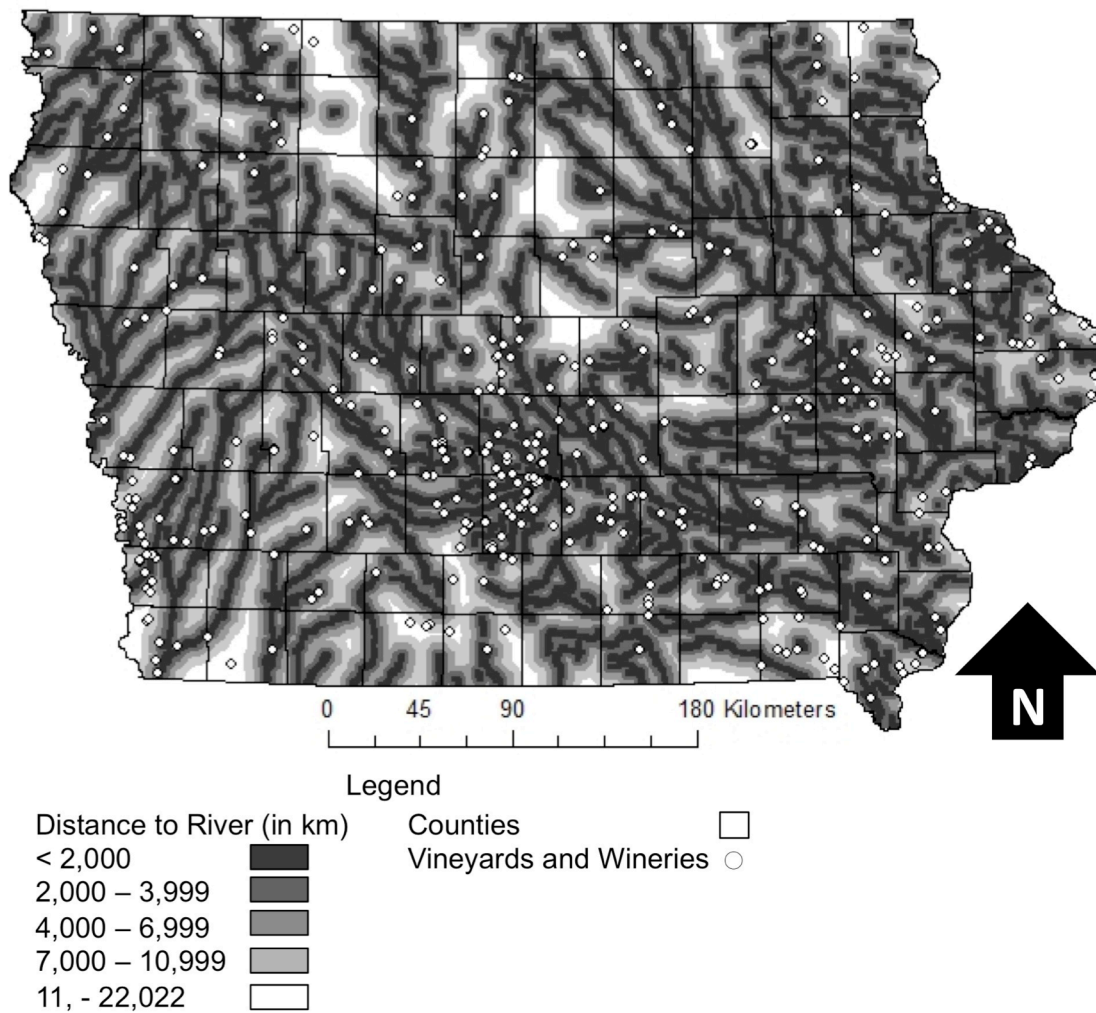 0 45 90 180 Kilometers
N
Legend
Distance to River (in km)
< 2,000
2,000 – 3,999
4,000 – 6,999
7,000 – 10,999
11, - 22,022
Counties
Vineyards and Wineries